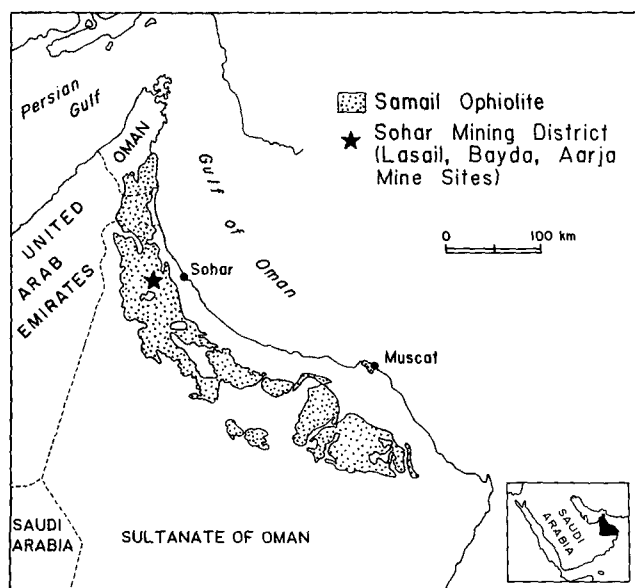 Persian
Gulf
OMAN
Gulf of Oman
UNITED
ARAB
EMIRATES
Sohar
Muscat
SAUDI
ARABIA
SULTANATE OF OMAN
Samail Ophiolite
Sohar Mining District
(Lasail, Bayda, Aarja
Mine Sites)
0 100 km
SAUDI
ARABIA